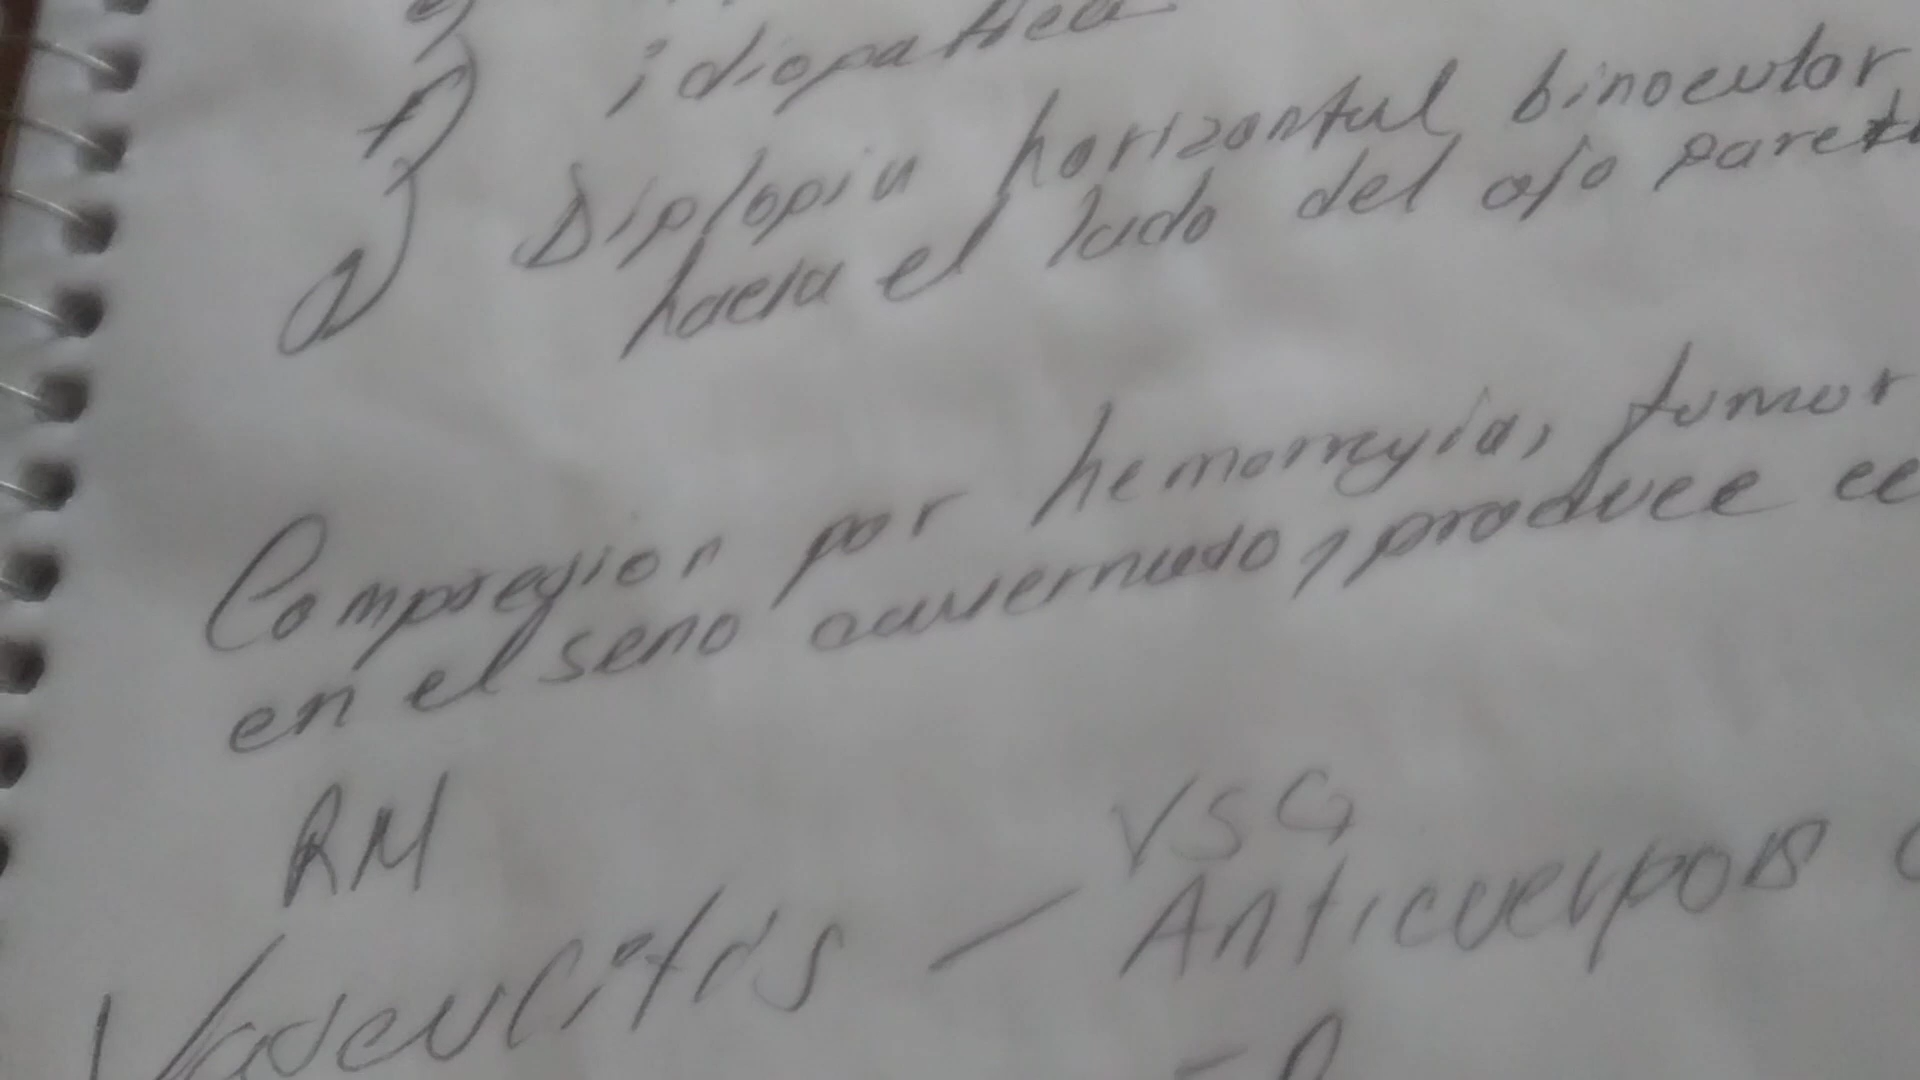 idiopatica
Diplopia horizontal binocular
hacia el lado del ojo
Compresion por hemorragia, tumor
en el seno cavernoso, produce
RM
VSG
Vasculitis - Anticuerpos